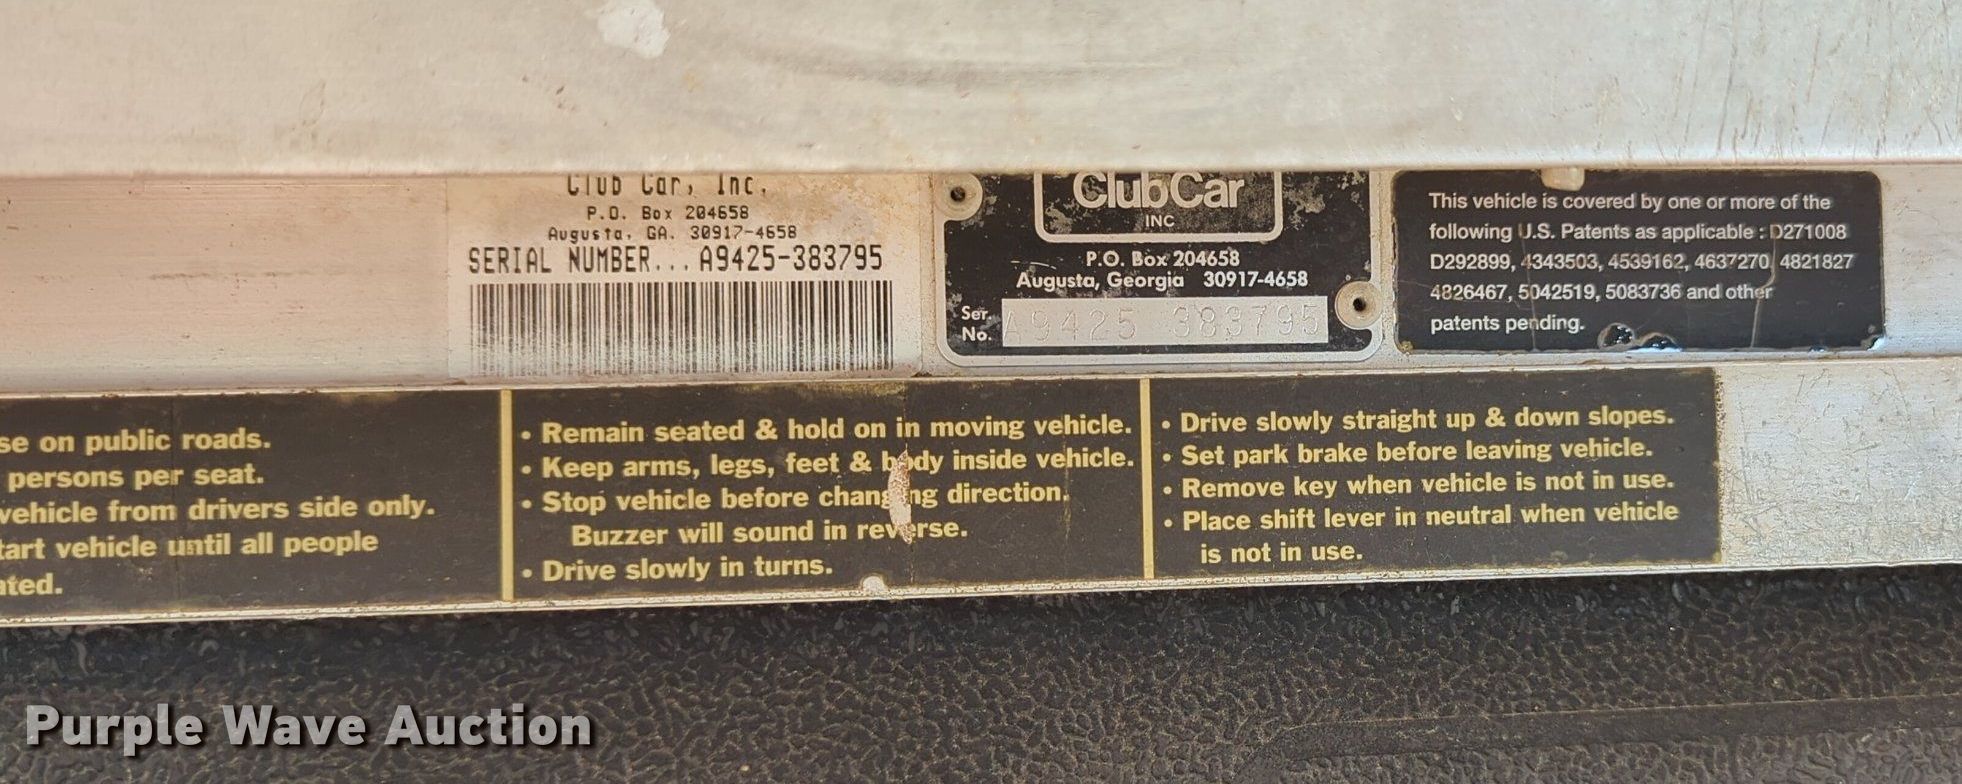 Club Car, Inc.
P.O. Box 204658
Augusta, GA. 30917-4658
SERIAL NUMBER... A9425-383795
ClubCar
INC
P.O. Box 204658
Augusta, Georgia 30917-4658
Ser.
No. A9425 383795
This vehicle is covered by one or more of the
following U.S. Patents as applicable : D271008
D292899, 4343503, 4539162, 4637270, 4821827
4826467, 5042519, 5083736 and other
patents pending.
se on public roads.
persons per seat.
vehicle from drivers side only.
tart vehicle until all people
ated.
• Remain seated & hold on in moving vehicle.
• Keep arms, legs, feet & body inside vehicle.
• Stop vehicle before changing direction.
Buzzer will sound in reverse.
• Drive slowly in turns.
• Drive slowly straight up & down slopes.
• Set park brake before leaving vehicle.
• Remove key when vehicle is not in use.
• Place shift lever in neutral when vehicle
is not in use.
Purple Wave Auction